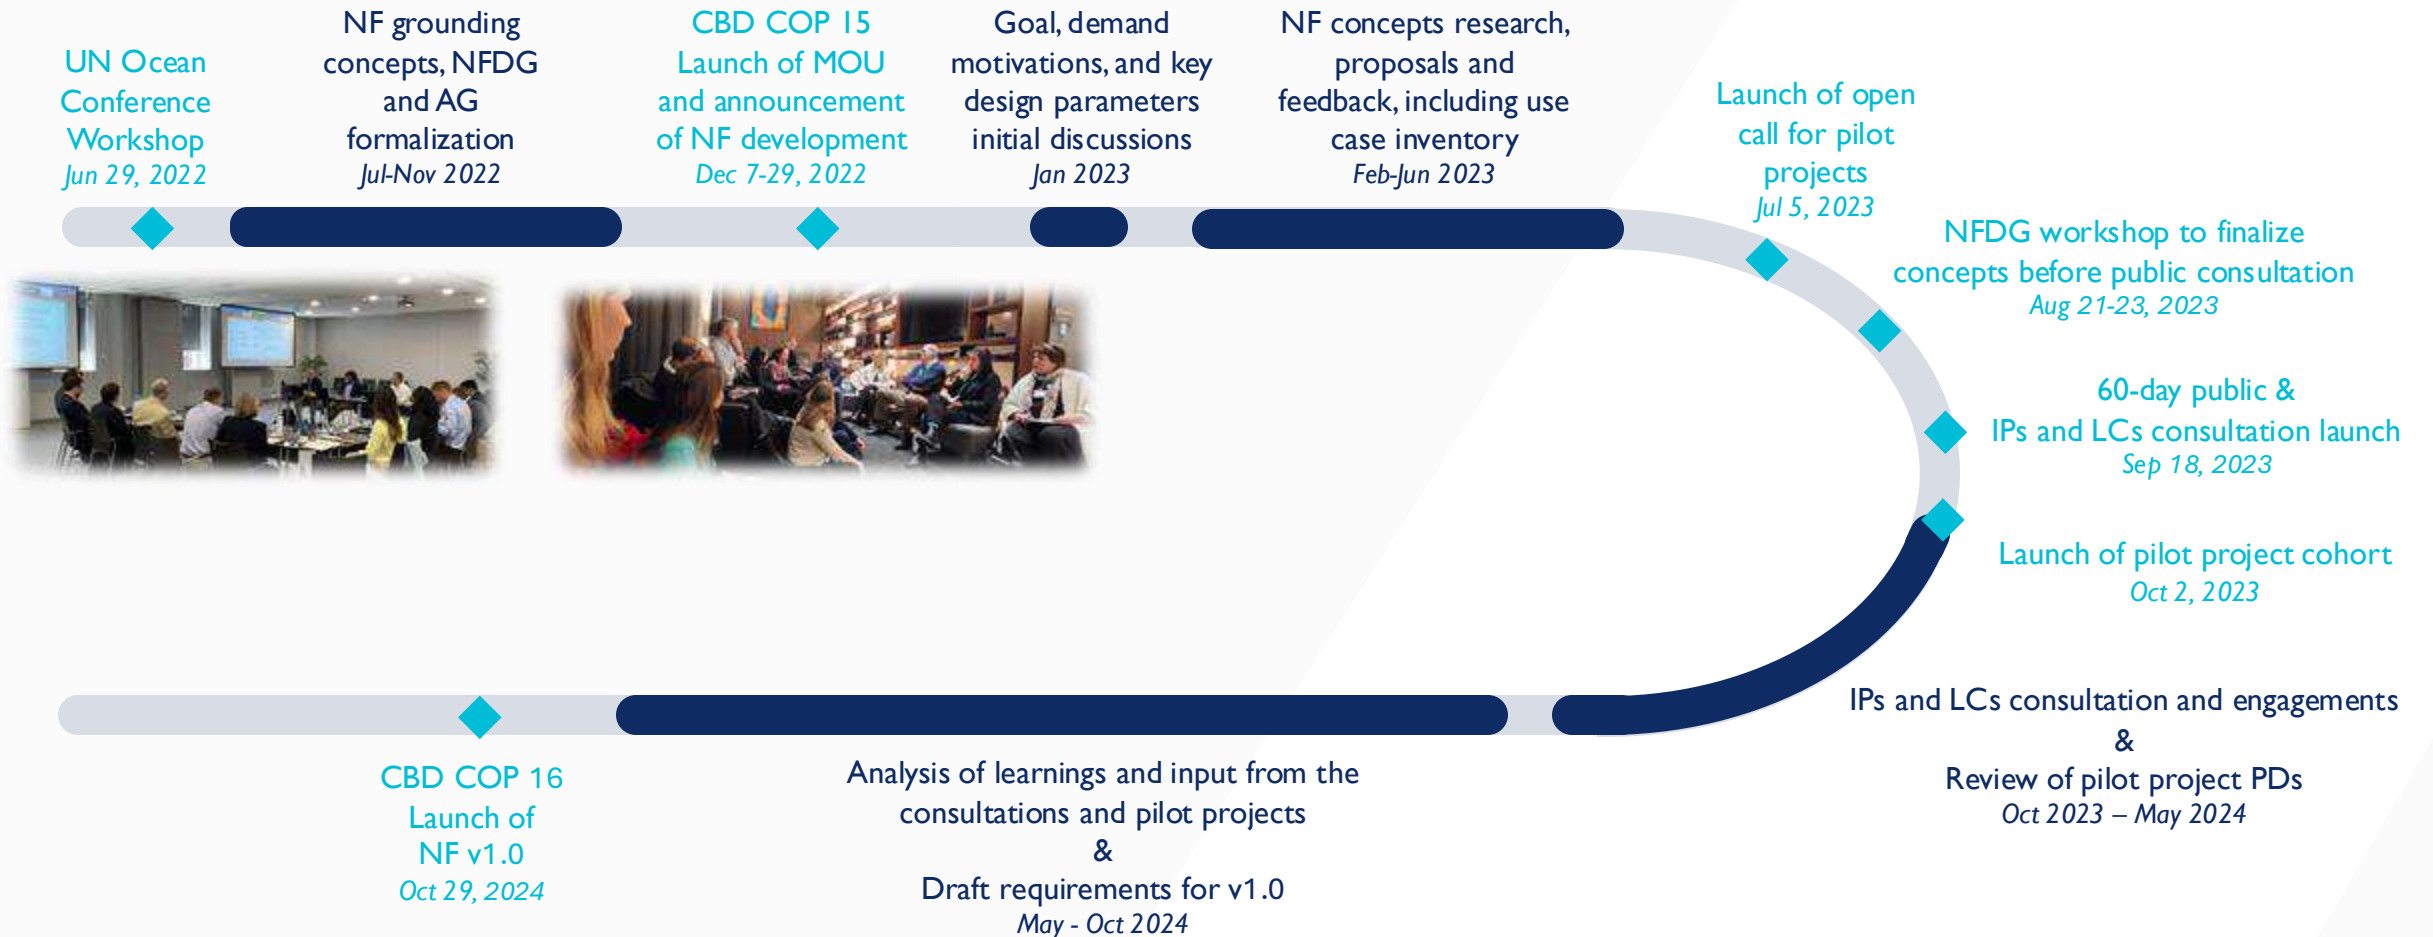 UN Ocean
Conference
Workshop
Jun 29, 2022
NF grounding
concepts, NFDG
and AG
formalization
Jul-Nov 2022
CBD COP 15
Launch of MOU
and announcement
of NF development
Dec 7-29, 2022
Goal, demand
motivations, and key
design parameters
initial discussions
Jan 2023
NF concepts research,
proposals and
feedback, including use
case inventory
Feb-Jun 2023
Launch of open
call for pilot
projects
Jul 5, 2023
NFDG workshop to finalize
concepts before public consultation
Aug 21-23, 2023
60-day public &
IPs and LCs consultation launch
Sep 18, 2023
Launch of pilot project cohort
Oct 2, 2023
IPs and LCs consultation and engagements
&
Review of pilot project PDs
Oct 2023 – May 2024
Analysis of learnings and input from the
consultations and pilot projects
&
Draft requirements for v1.0
May - Oct 2024
CBD COP 16
Launch of
NF v1.0
Oct 29, 2024